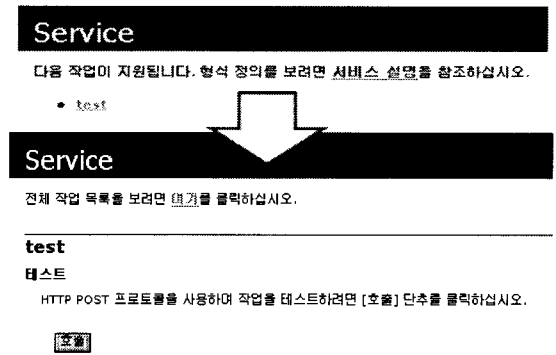 Service
다음 작업이 지원됩니다. 형식 정의를 보려면 서비스 설명을 참조하십시오.
• test
Service
전체 작업 목록을 보려면 여기를 클릭하십시오.
test
테스트
HTTP POST 프로토콜을 사용하여 작업을 테스트하려면 [호출] 단추를 클릭하십시오.
호출